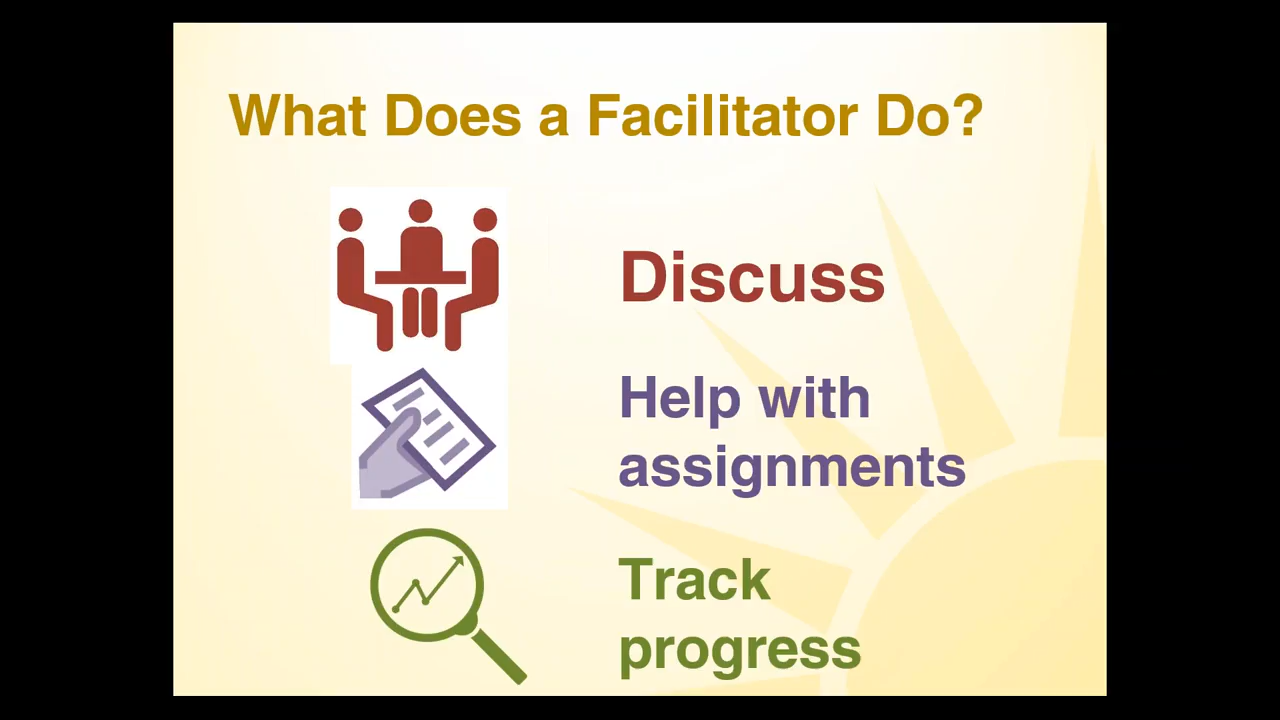 What Does a Facilitator Do?
Discuss
Help with
assignments
Track
progress